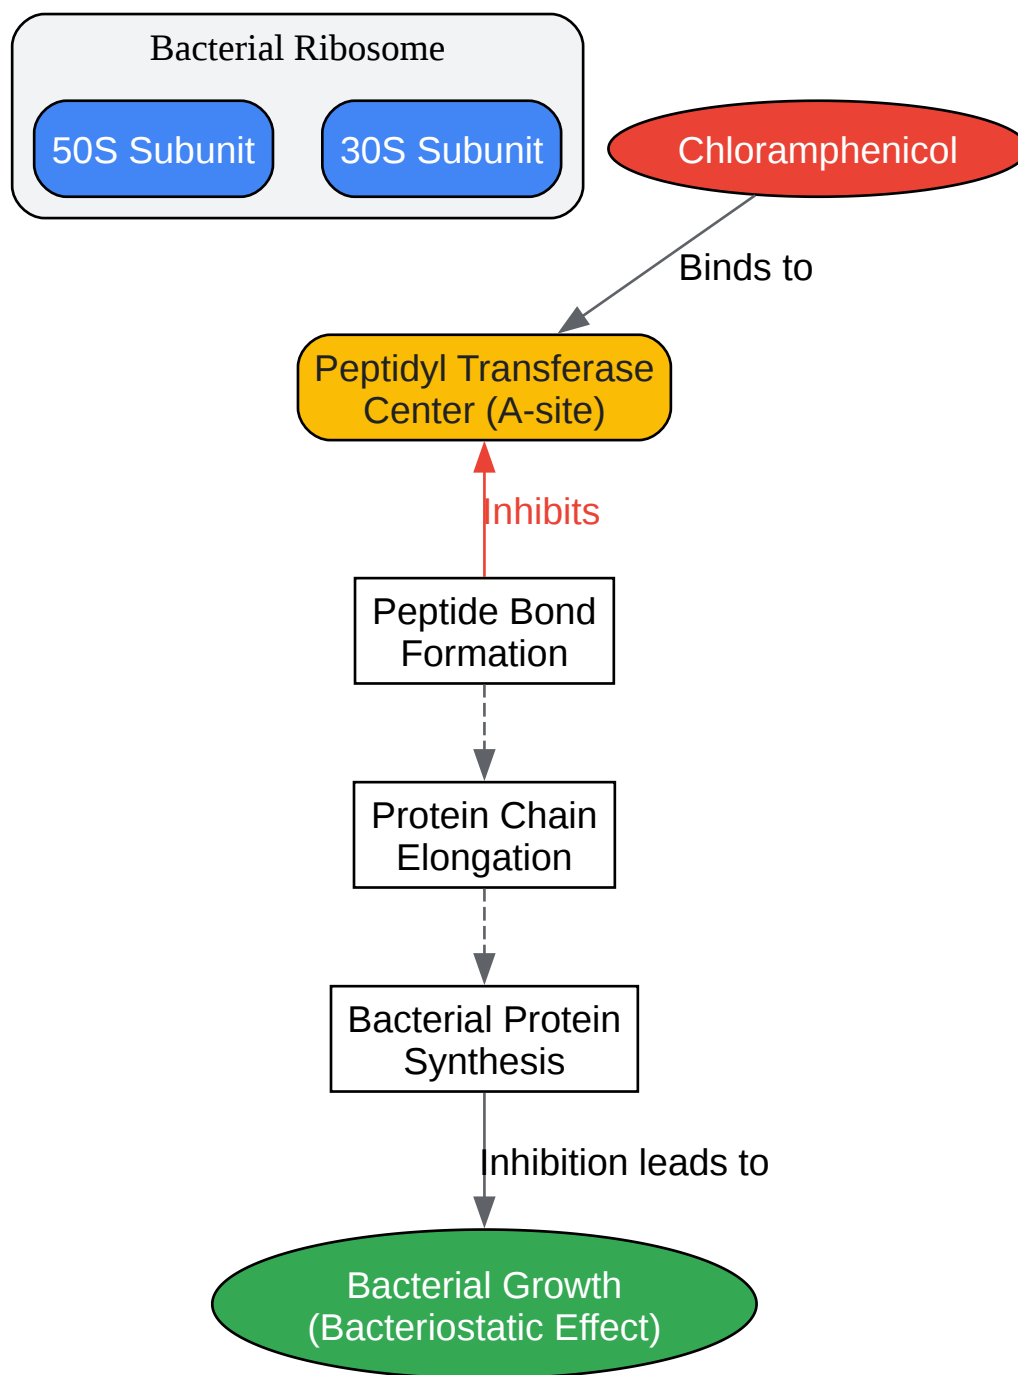 Bacterial Ribosome
50S Subunit
30S Subunit
Chloramphenicol
Binds to
Peptidyl Transferase
Center (A-site)
Inhibits
Peptide Bond
Formation
Protein Chain
Elongation
Bacterial Protein
Synthesis
Inhibition leads to
Bacterial Growth
(Bacteriostatic Effect)